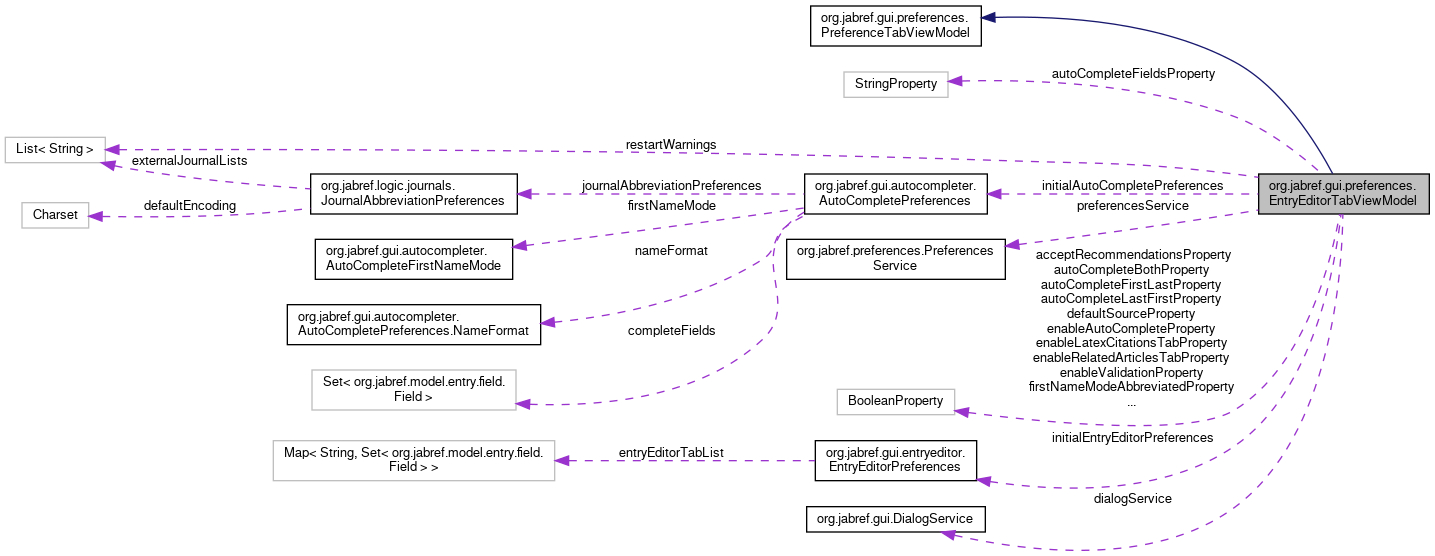 org.jabref.gui.preferences.
PreferenceTabViewModel
autoCompleteFieldsProperty
StringProperty
List< String >
restartWarnings
externalJournalLists
org.jabref.logic.journals.
JournalAbbreviationPreferences
journalAbbreviationPreferences
org.jabref.gui.autocompleter.
AutoCompletePreferences
initialAutoCompletePreferences
org.jabref.gui.preferences.
EntryEditorTabViewModel
Charset
defaultEncoding
firstNameMode
preferencesService
org.jabref.gui.autocompleter.
AutoCompleteFirstNameMode
nameFormat
org.jabref.preferences.Preferences
Service
acceptRecommendationsProperty
autoCompleteBothProperty
autoCompleteFirstLastProperty
autoCompleteLastFirstProperty
defaultSourceProperty
enableAutoCompleteProperty
enableLatexCitationsTabProperty
enableRelatedArticlesTabProperty
enableValidationProperty
firstNameModeAbbreviatedProperty
...
org.jabref.gui.autocompleter.
AutoCompletePreferences.NameFormat
completeFields
Set< org.jabref.model.entry.field.
Field >
BooleanProperty
initialEntryEditorPreferences
Map< String, Set< org.jabref.model.entry.field.
Field > >
entryEditorTabList
org.jabref.gui.entryeditor.
EntryEditorPreferences
dialogService
org.jabref.gui.DialogService